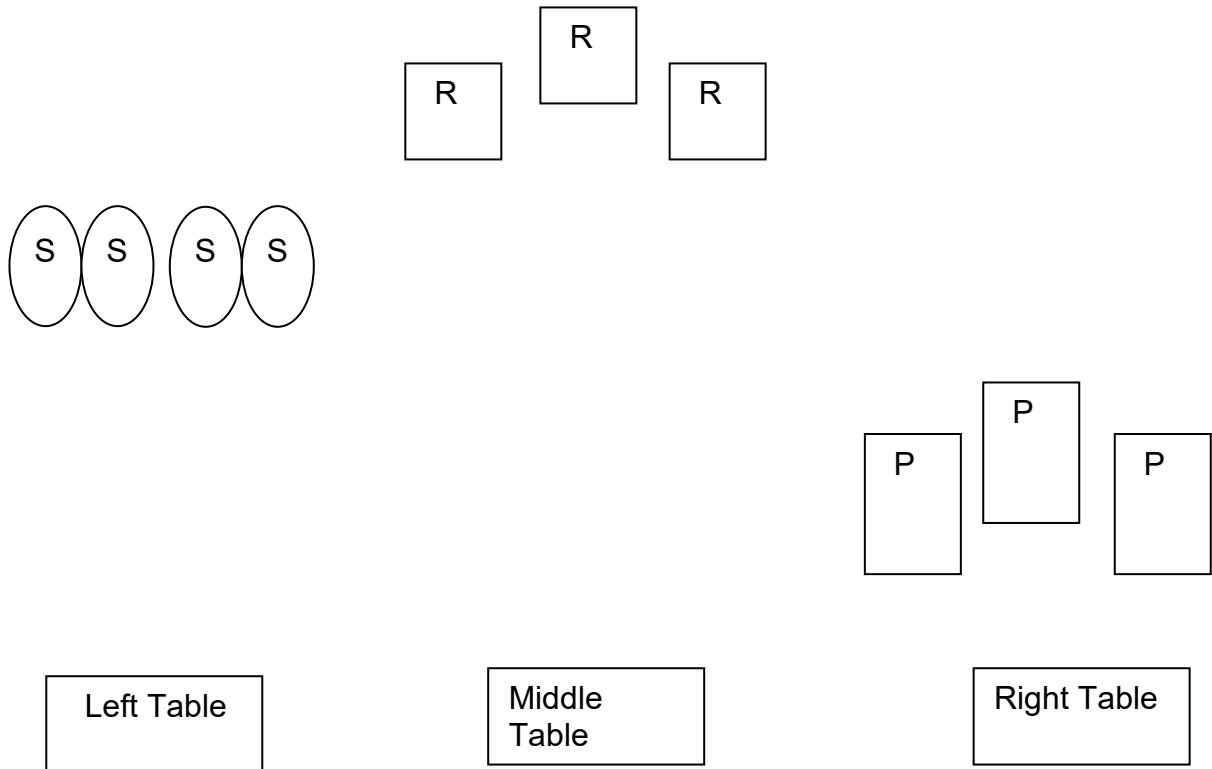 R
R R
S S S S
P
P P
Left Table
Middle
Table
Right Table